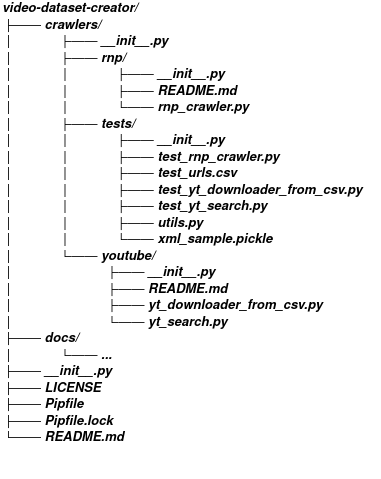 video-dataset-creator/
├── crawlers/
│   ├── __init__.py
│   ├── rnp/
│   │   ├── __init__.py
│   │   ├── README.md
│   │   └── rnp_crawler.py
│   ├── tests/
│   │   ├── __init__.py
│   │   ├── test_rnp_crawler.py
│   │   ├── test_urls.csv
│   │   ├── test_yt_downloader_from_csv.py
│   │   ├── test_yt_search.py
│   │   ├── utils.py
│   │   └── xml_sample.pickle
│   └── youtube/
│       ├── __init__.py
│       ├── README.md
│       ├── yt_downloader_from_csv.py
│       └── yt_search.py
├── docs/
│   └── ...
├── __init__.py
├── LICENSE
├── Pipfile
├── Pipfile.lock
└── README.md